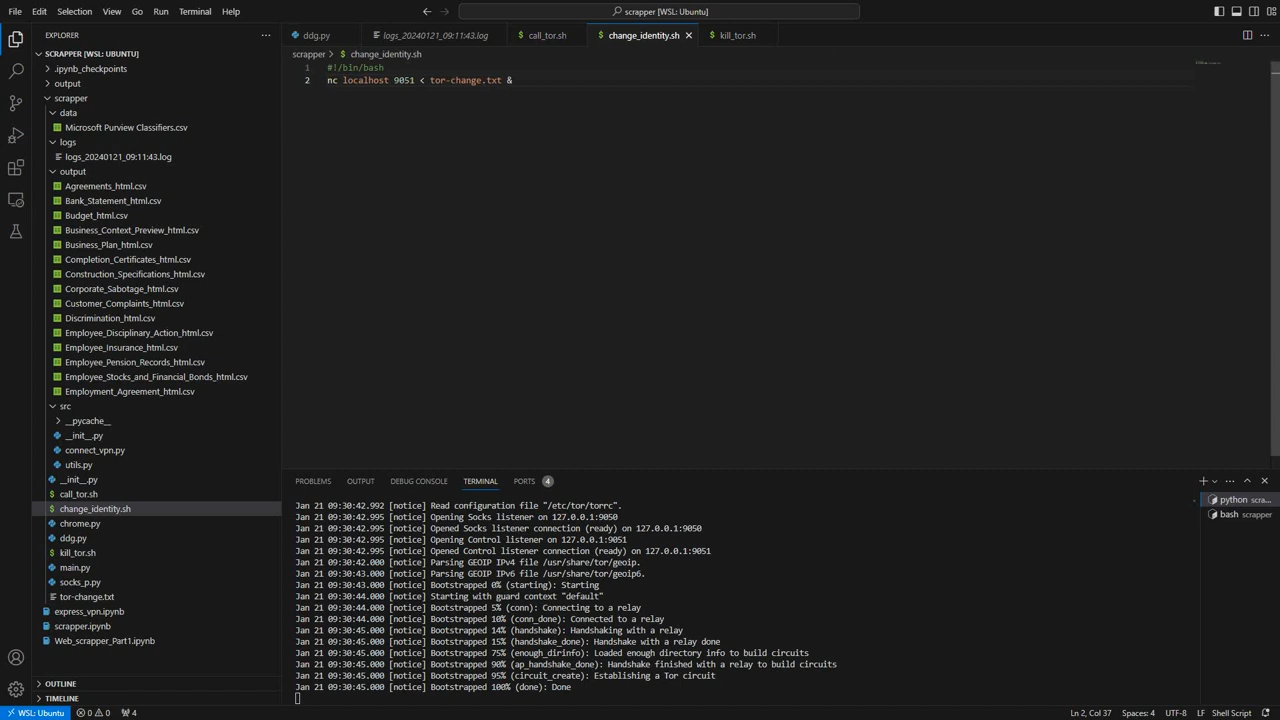 File Edit Selection View Go Run Terminal Help
scrapper [WSL: Ubuntu]
EXPLORER
SCRAPPER [WSL: UBUNTU]
.ipynb_checkpoints
output
scrapper
data
Microsoft Purview Classifiers.csv
logs
logs_20240121_09:11:43.log
output
Agreements_html.csv
Bank_Statement_html.csv
Budget_html.csv
Business_Context_Preview_html.csv
Business_Plan_html.csv
Completion_Certificates_html.csv
Construction_Specifications_html.csv
Corporate_Sabotage_html.csv
Customer_Complaints_html.csv
Discrimination_html.csv
Employee_Disciplinary_Action_html.csv
Employee_Insurance_html.csv
Employee_Pension_Records_html.csv
Employee_Stocks_and_Financial_Bonds_html.csv
Employment_Agreement_html.csv
src
__pycache__
__init__.py
connect_vpn.py
utils.py
__init__.py
call_tor.sh
change_identity.sh
chrome.py
ddg.py
kill_tor.sh
main.py
socks_p.py
tor-change.txt
express_vpn.ipynb
scrapper.ipynb
Web_scrapper_Part1.ipynb
OUTLINE
TIMELINE
ddg.py logs_20240121_09:11:43.log call_tor.sh change_identity.sh kill_tor.sh
scrapper > change_identity.sh
1 #!/bin/bash
2 nc localhost 9051 < tor-change.txt &
PROBLEMS OUTPUT DEBUG CONSOLE TERMINAL PORTS 4
Jan 21 09:30:42.992 [notice] Read configuration file "/etc/tor/torrc".
Jan 21 09:30:42.995 [notice] Opening Socks listener on 127.0.0.1:9050
Jan 21 09:30:42.995 [notice] Opened Socks listener connection (ready) on 127.0.0.1:9050
Jan 21 09:30:42.995 [notice] Opening Control listener on 127.0.0.1:9051
Jan 21 09:30:42.995 [notice] Opened Control listener connection (ready) on 127.0.0.1:9051
Jan 21 09:30:42.000 [notice] Parsing GEOIP IPv4 file /usr/share/tor/geoip.
Jan 21 09:30:43.000 [notice] Parsing GEOIP IPv6 file /usr/share/tor/geoip6.
Jan 21 09:30:43.000 [notice] Bootstrapped 0% (starting): Starting
Jan 21 09:30:44.000 [notice] Starting with guard context "default"
Jan 21 09:30:44.000 [notice] Bootstrapped 5% (conn): Connecting to a relay
Jan 21 09:30:44.000 [notice] Bootstrapped 10% (conn_done): Connected to a relay
Jan 21 09:30:45.000 [notice] Bootstrapped 14% (handshake): Handshaking with a relay
Jan 21 09:30:45.000 [notice] Bootstrapped 15% (handshake_done): Handshake with a relay done
Jan 21 09:30:45.000 [notice] Bootstrapped 75% (enough_dirinfo): Loaded enough directory info to build circuits
Jan 21 09:30:45.000 [notice] Bootstrapped 90% (ap_handshake_done): Handshake finished with a relay to build circuits
Jan 21 09:30:45.000 [notice] Bootstrapped 95% (circuit_create): Establishing a Tor circuit
Jan 21 09:30:45.000 [notice] Bootstrapped 100% (done): Done
python scra...
bash scrapper
WSL: Ubuntu 0 0 4 Ln 2, Col 37 Spaces: 4 UTF-8 LF Shell Script